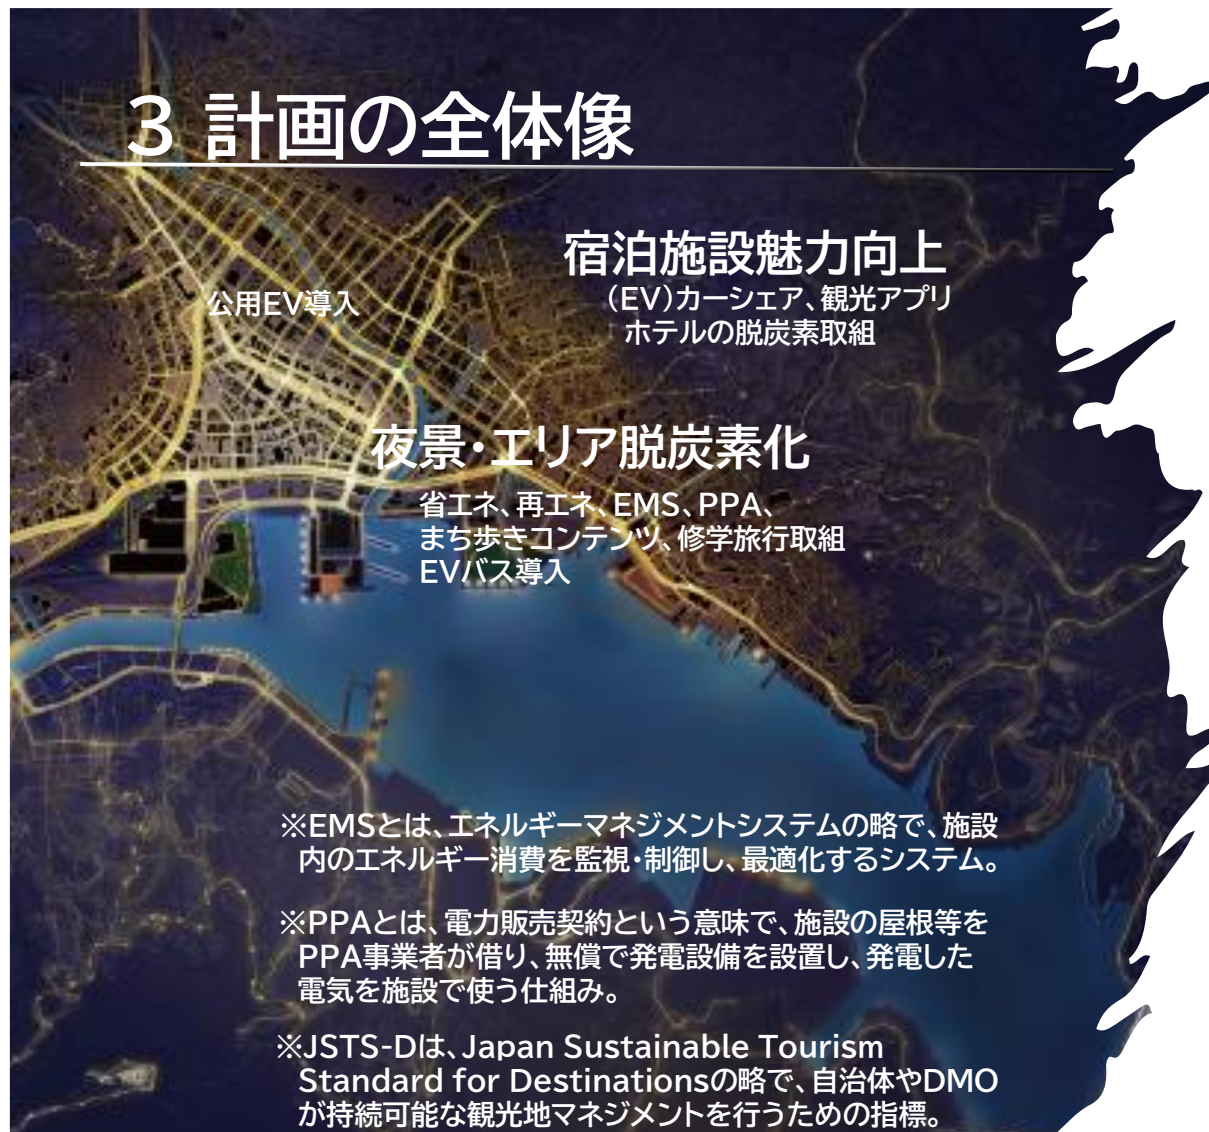 3 計画の全体像
宿泊施設魅力向上
(EV)カーシェア、観光アプリ
ホテルの脱炭素取組
公用EV導入
夜景・エリア脱炭素化
省エネ、再エネ、EMS、PPA、
まち歩きコンテンツ、修学旅行取組
EVバス導入
※EMSとは、エネルギーマネジメントシステムの略で、施設
内のエネルギー消費を監視・制御し、最適化するシステム。
※PPAとは、電力販売契約という意味で、施設の屋根等を
PPA事業者が借り、無償で発電設備を設置し、発電した
電気を施設で使う仕組み。
※JSTS-Dは、Japan Sustainable Tourism
Standard for Destinationsの略で、自治体やDMO
が持続可能な観光地マネジメントを行うための指標。